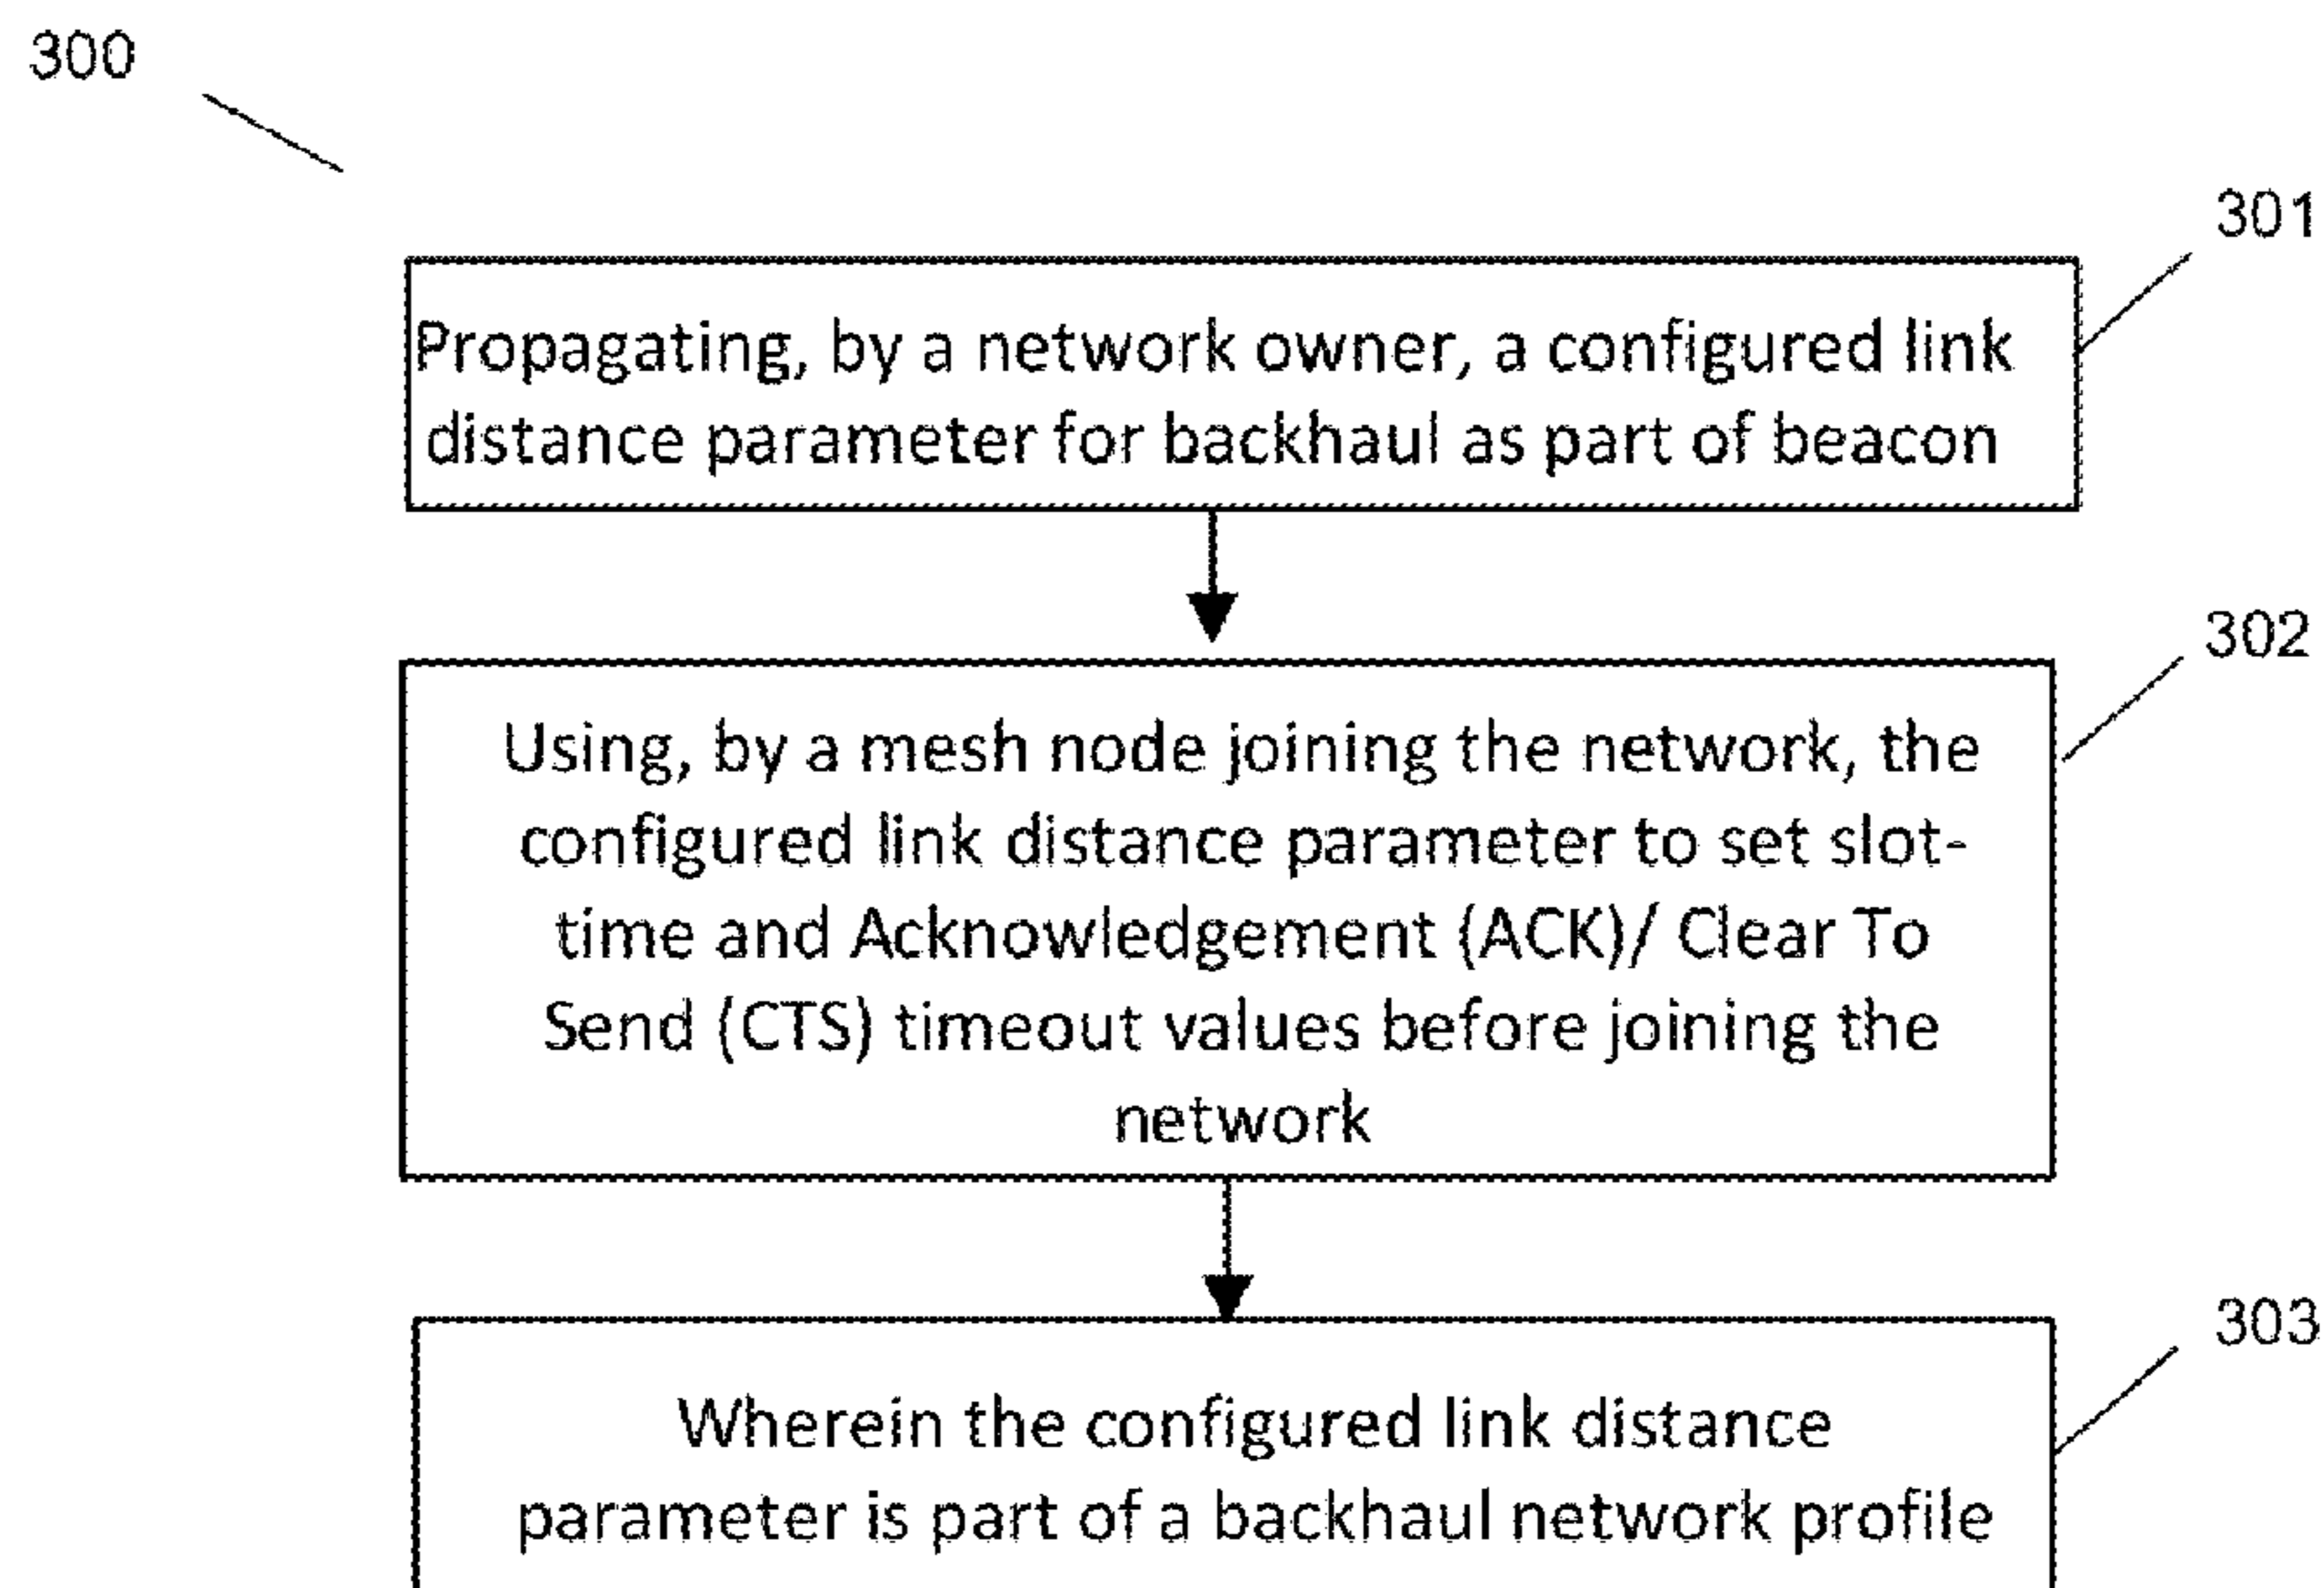 300
301
Propagating, by a network owner, a configured link
distance parameter for backhaul as part of beacon
302
Using, by a mesh node joining the network, the
configured link distance parameter to set slot-
time and Acknowledgement (ACK)/ Clear To
Send (CTS) timeout values before joining the
network
303
Wherein the configured link distance
parameter is part of a backhaul network profile